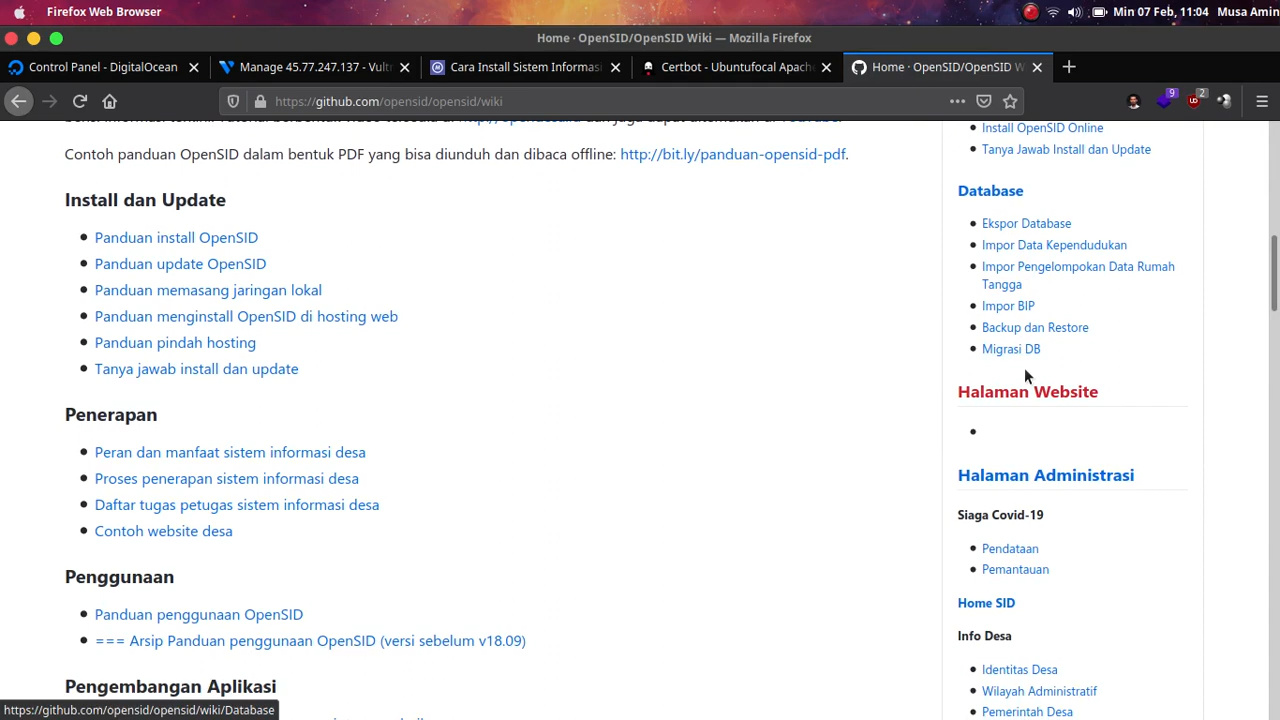 Firefox Web Browser
Min 07 Feb, 11:04 Musa Amin
Home · OpenSID/OpenSID Wiki — Mozilla Firefox
Control Panel - DigitalOcean
Manage 45.77.247.137 - Vult
Cara Install Sistem Informas
Certbot - Ubuntufocal Apach
Home · OpenSID/OpenSID W
https://github.com/opensid/opensid/wiki
9
2
Contoh panduan OpenSID dalam bentuk PDF yang bisa diunduh dan dibaca offline: http://bit.ly/panduan-opensid-pdf.
Install dan Update
Panduan install OpenSID
Panduan update OpenSID
Panduan memasang jaringan lokal
Panduan menginstall OpenSID di hosting web
Panduan pindah hosting
Tanya jawab install dan update
Penerapan
Peran dan manfaat sistem informasi desa
Proses penerapan sistem informasi desa
Daftar tugas petugas sistem informasi desa
Contoh website desa
Penggunaan
Panduan penggunaan OpenSID
=== Arsip Panduan penggunaan OpenSID (versi sebelum v18.09)
Pengembangan Aplikasi
Install OpenSID Online
Tanya Jawab Install dan Update
Database
Ekspor Database
Impor Data Kependudukan
Impor Pengelompokan Data Rumah
Tangga
Impor BIP
Backup dan Restore
Migrasi DB
Halaman Website
Halaman Administrasi
Siaga Covid-19
Pendataan
Pemantauan
Home SID
Info Desa
Identitas Desa
Wilayah Administratif
Pemerintah Desa
https://github.com/opensid/opensid/wiki/Database